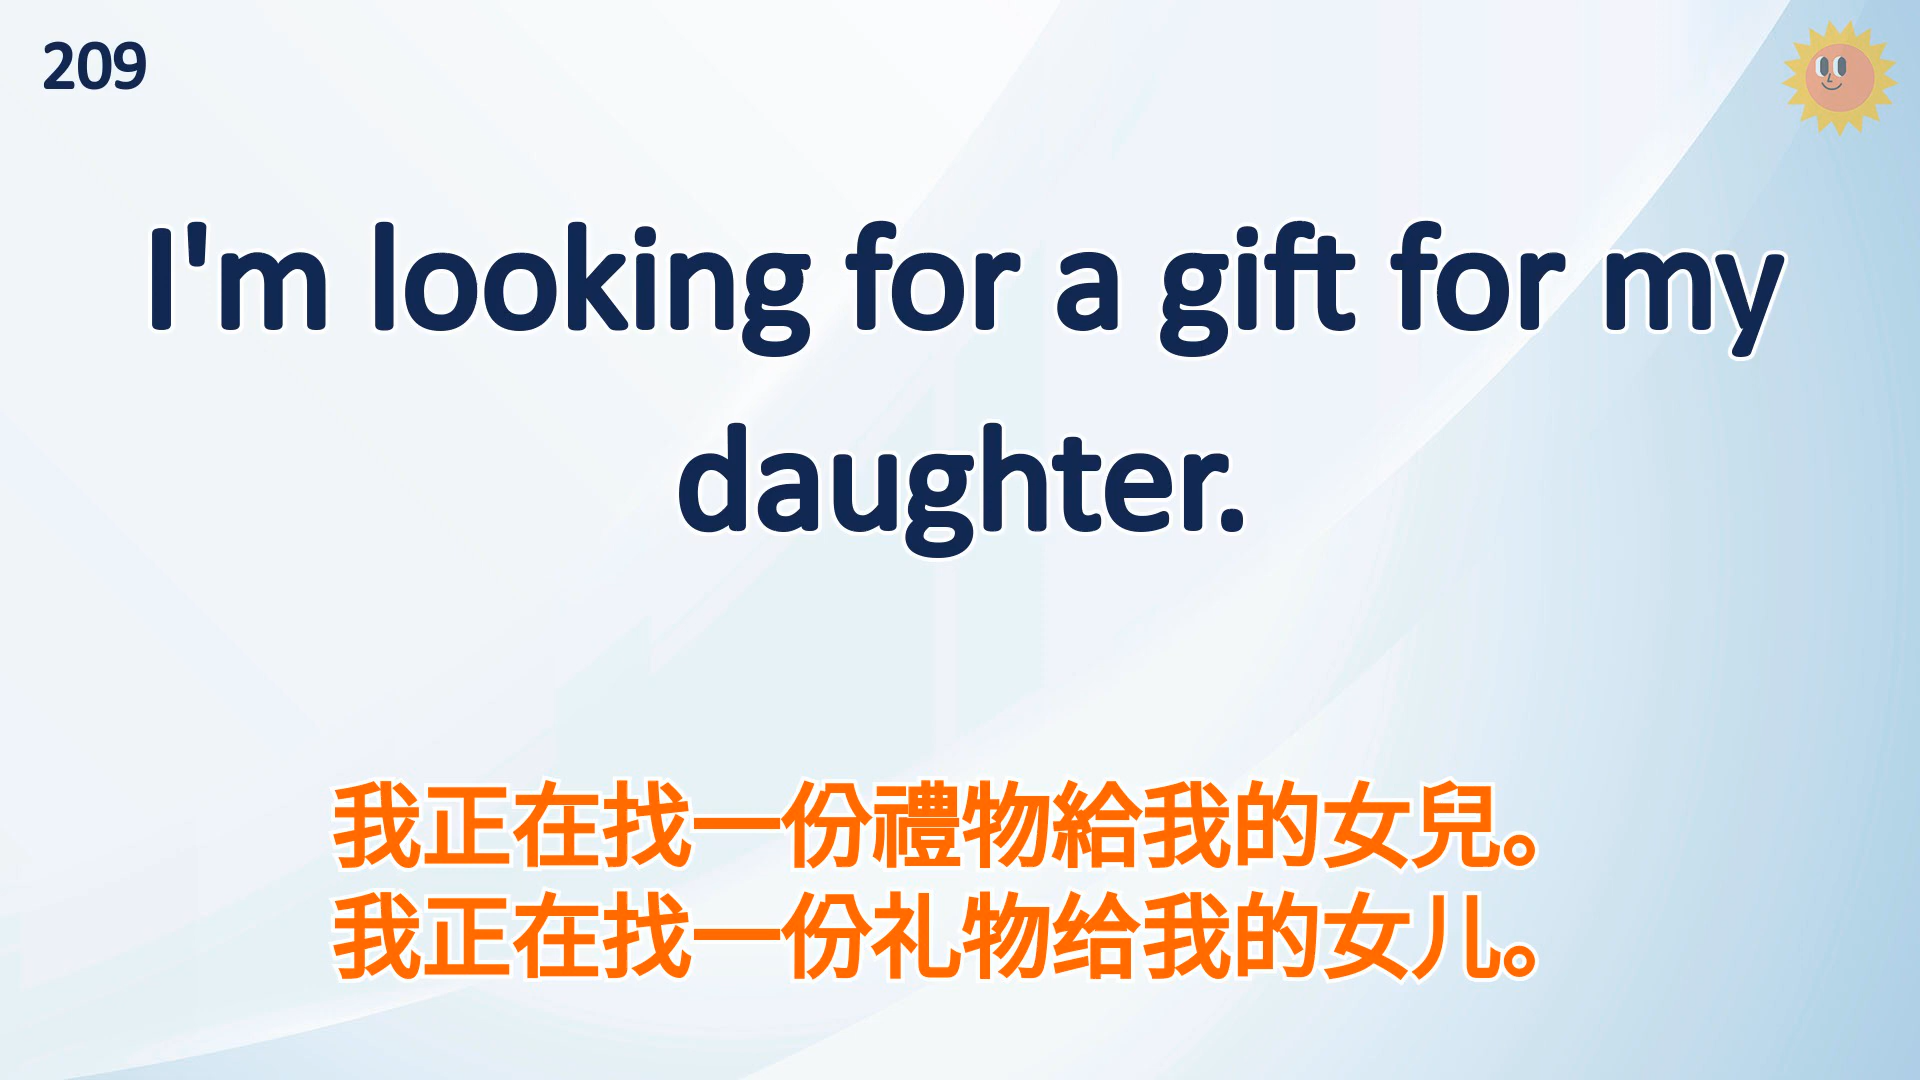 209
I'm looking for a gift for my
daughter.
我正在找一份禮物給我的女兒。
我正在找一份礼物给我的女儿。